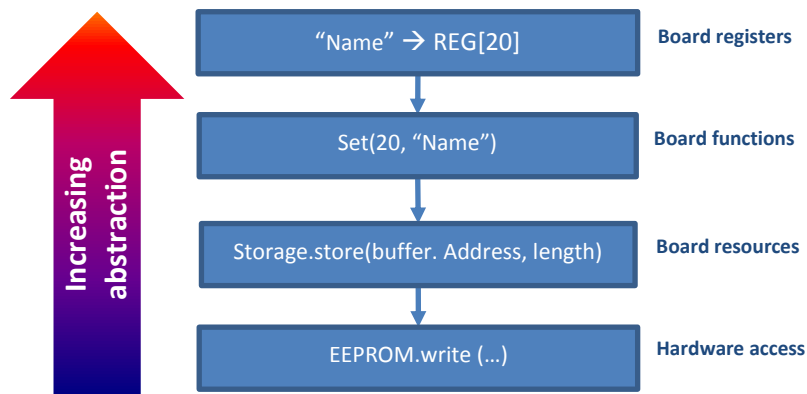 Increasing
abstraction
“Name” → REG[20]
Board registers
Set(20, “Name”)
Board functions
Storage.store(buffer. Address, length)
Board resources
EEPROM.write (…)
Hardware access